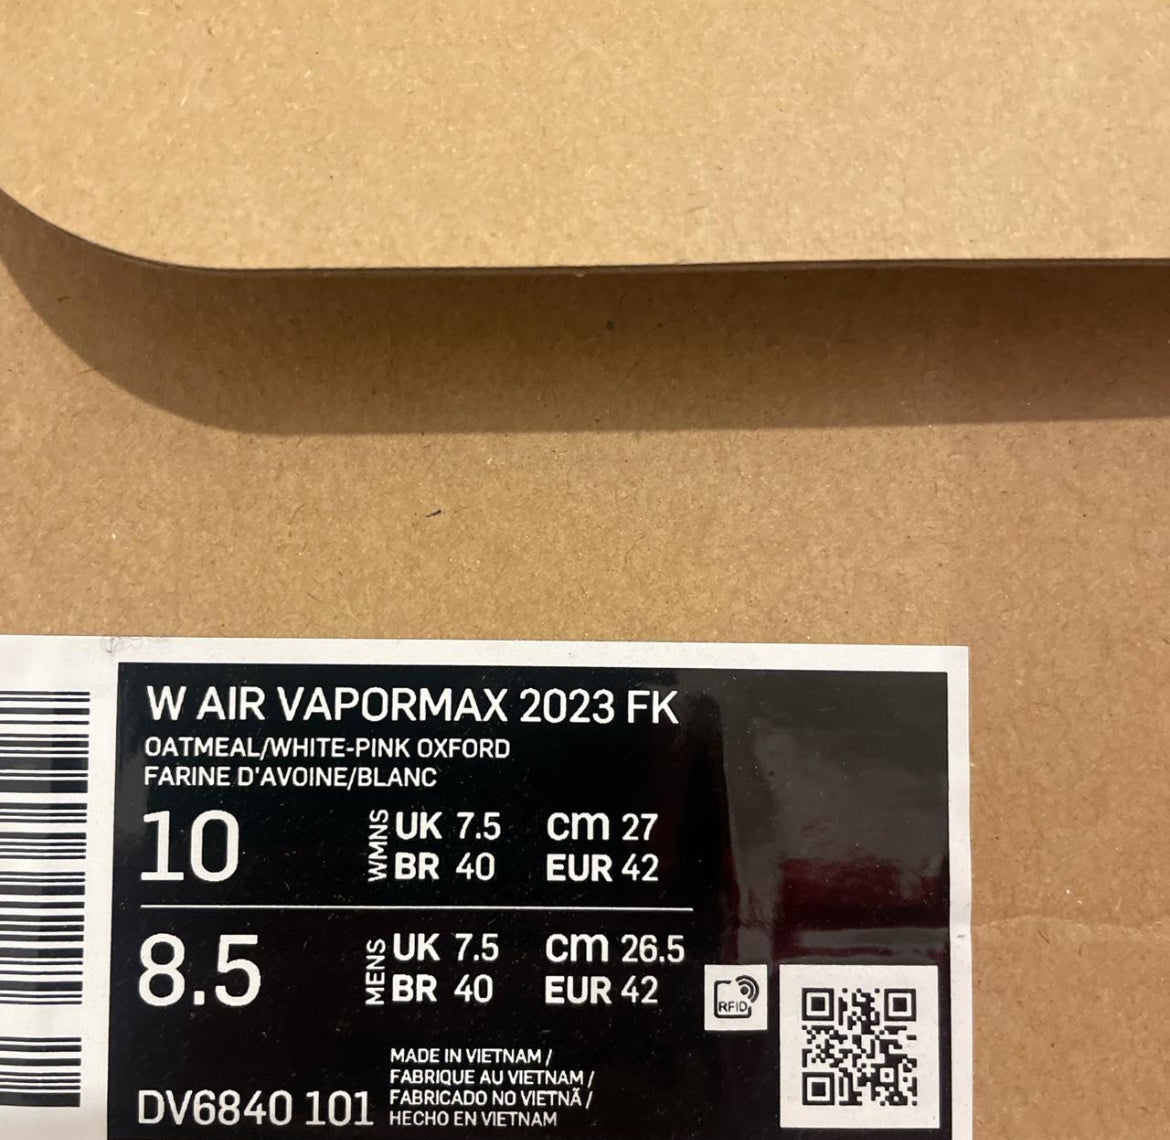 W AIR VAPORMAX 2023 FK
OATMEAL/WHITE-PINK OXFORD
FARINE D'AVOINE/BLANC
10 WMNS UK 7.5 cm 27
BR 40 EUR 42
8.5 MENS UK 7.5 cm 26.5
BR 40 EUR 42
RFID
MADE IN VIETNAM /
FABRIQUE AU VIETNAM /
FABRICADO NO VIETNÃ /
HECHO EN VIETNAM
DV6840 101